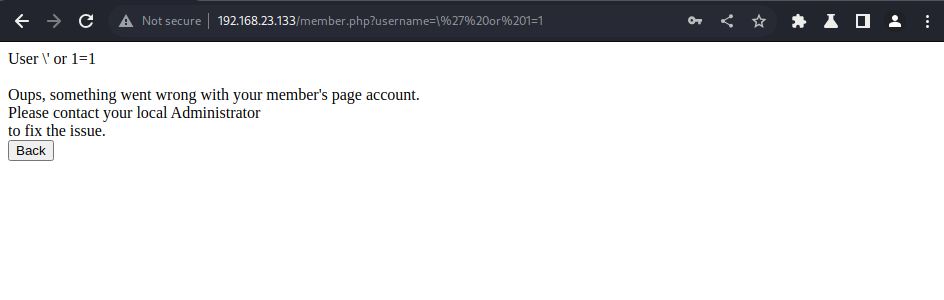 Not secure 192.168.23.133/member.php?username=\%27%20or%201=1
User \' or 1=1
Oups, something went wrong with your member's page account.
Please contact your local Administrator
to fix the issue.
Back